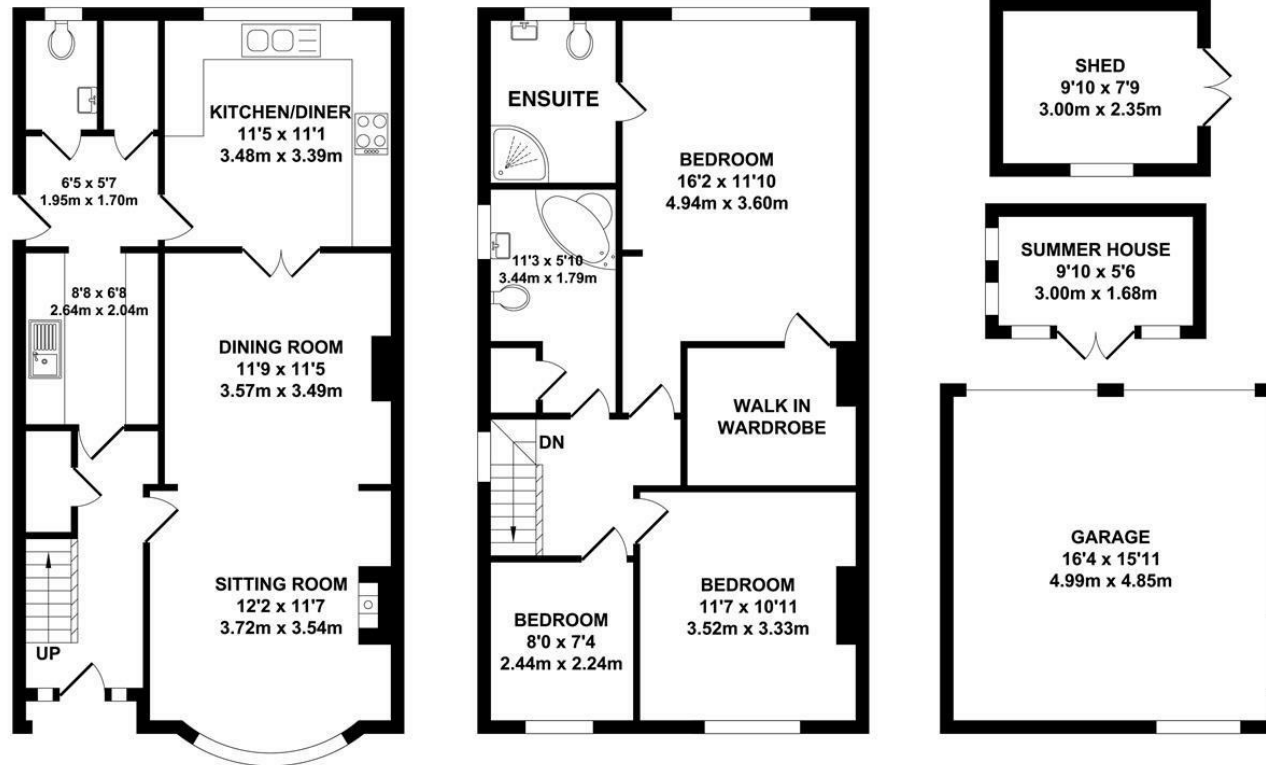 KITCHEN/DINER
11'5 x 11'1
3.48m x 3.39m
6'5 x 5'7
1.95m x 1.70m
8'8 x 6'8
2.64m x 2.04m
DINING ROOM
11'9 x 11'5
3.57m x 3.49m
SITTING ROOM
12'2 x 11'7
3.72m x 3.54m
UP
ENSUITE
BEDROOM
16'2 x 11'10
4.94m x 3.60m
11'3 x 5'10
3.44m x 1.79m
WALK IN
WARDROBE
DN
BEDROOM
8'0 x 7'4
2.44m x 2.24m
BEDROOM
11'7 x 10'11
3.52m x 3.33m
SHED
9'10 x 7'9
3.00m x 2.35m
SUMMER HOUSE
9'10 x 5'6
3.00m x 1.68m
GARAGE
16'4 x 15'11
4.99m x 4.85m